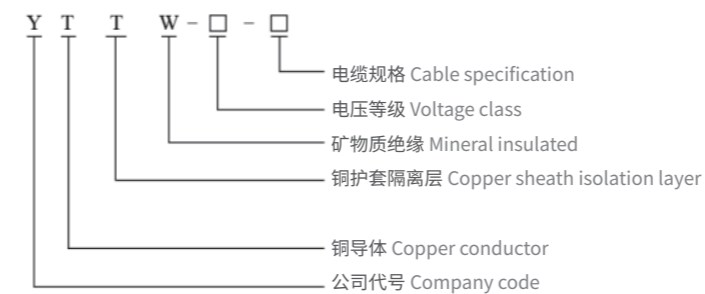 Y T T W-□-□
电缆规格 Cable specification
电压等级 Voltage class
矿物质绝缘 Mineral insulated
铜护套隔离层 Copper sheath isolation layer
铜导体 Copper conductor
公司代号 Company code